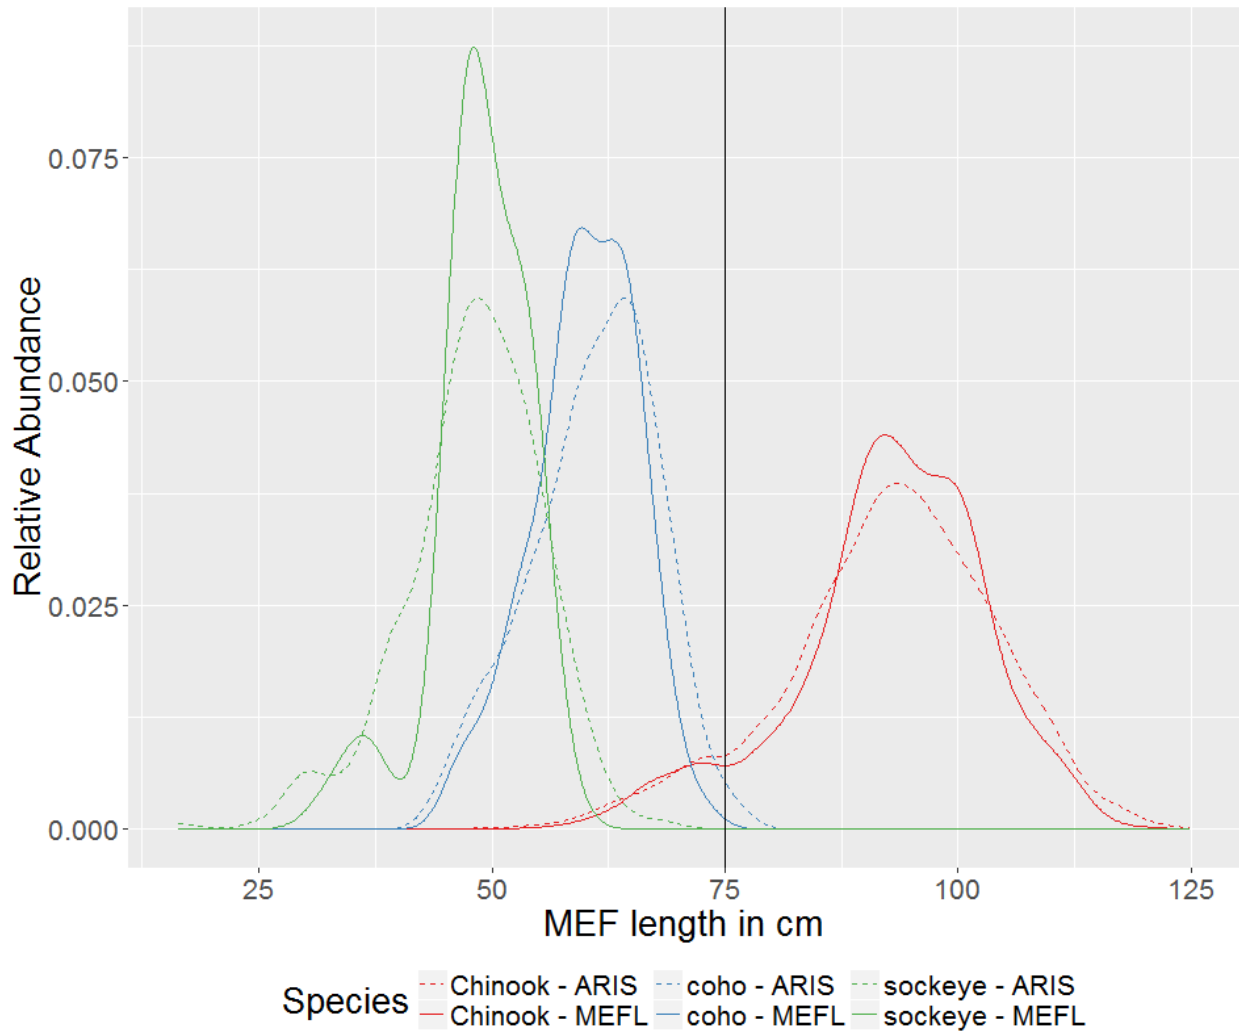 Relative Abundance
0.075
0.050
0.025
0.000
25 50 75 100 125
MEF length in cm
Species
Chinook - ARIS coho - ARIS sockeye - ARIS
Chinook - MEFL coho - MEFL sockeye - MEFL